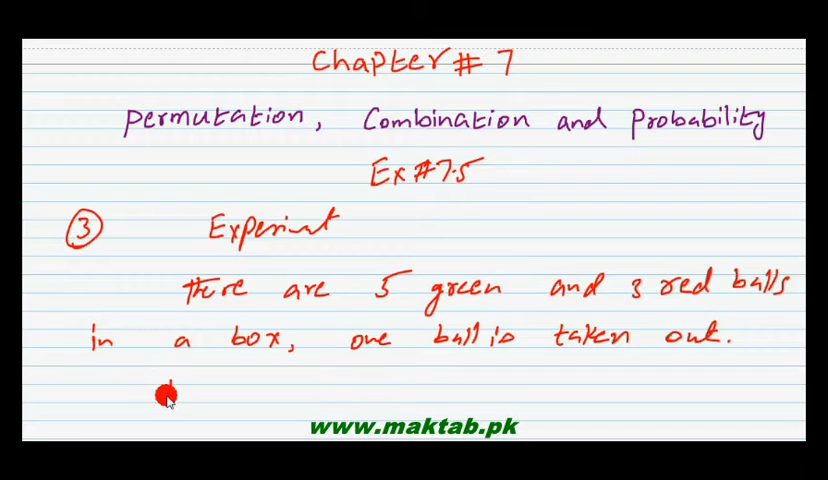 Chapter # 7
Permutation, Combination and Probability
Ex # 7.5
3 Experimt
There are 5 green and 3 red balls
in a box, one ball is taken out.
www.maktab.pk